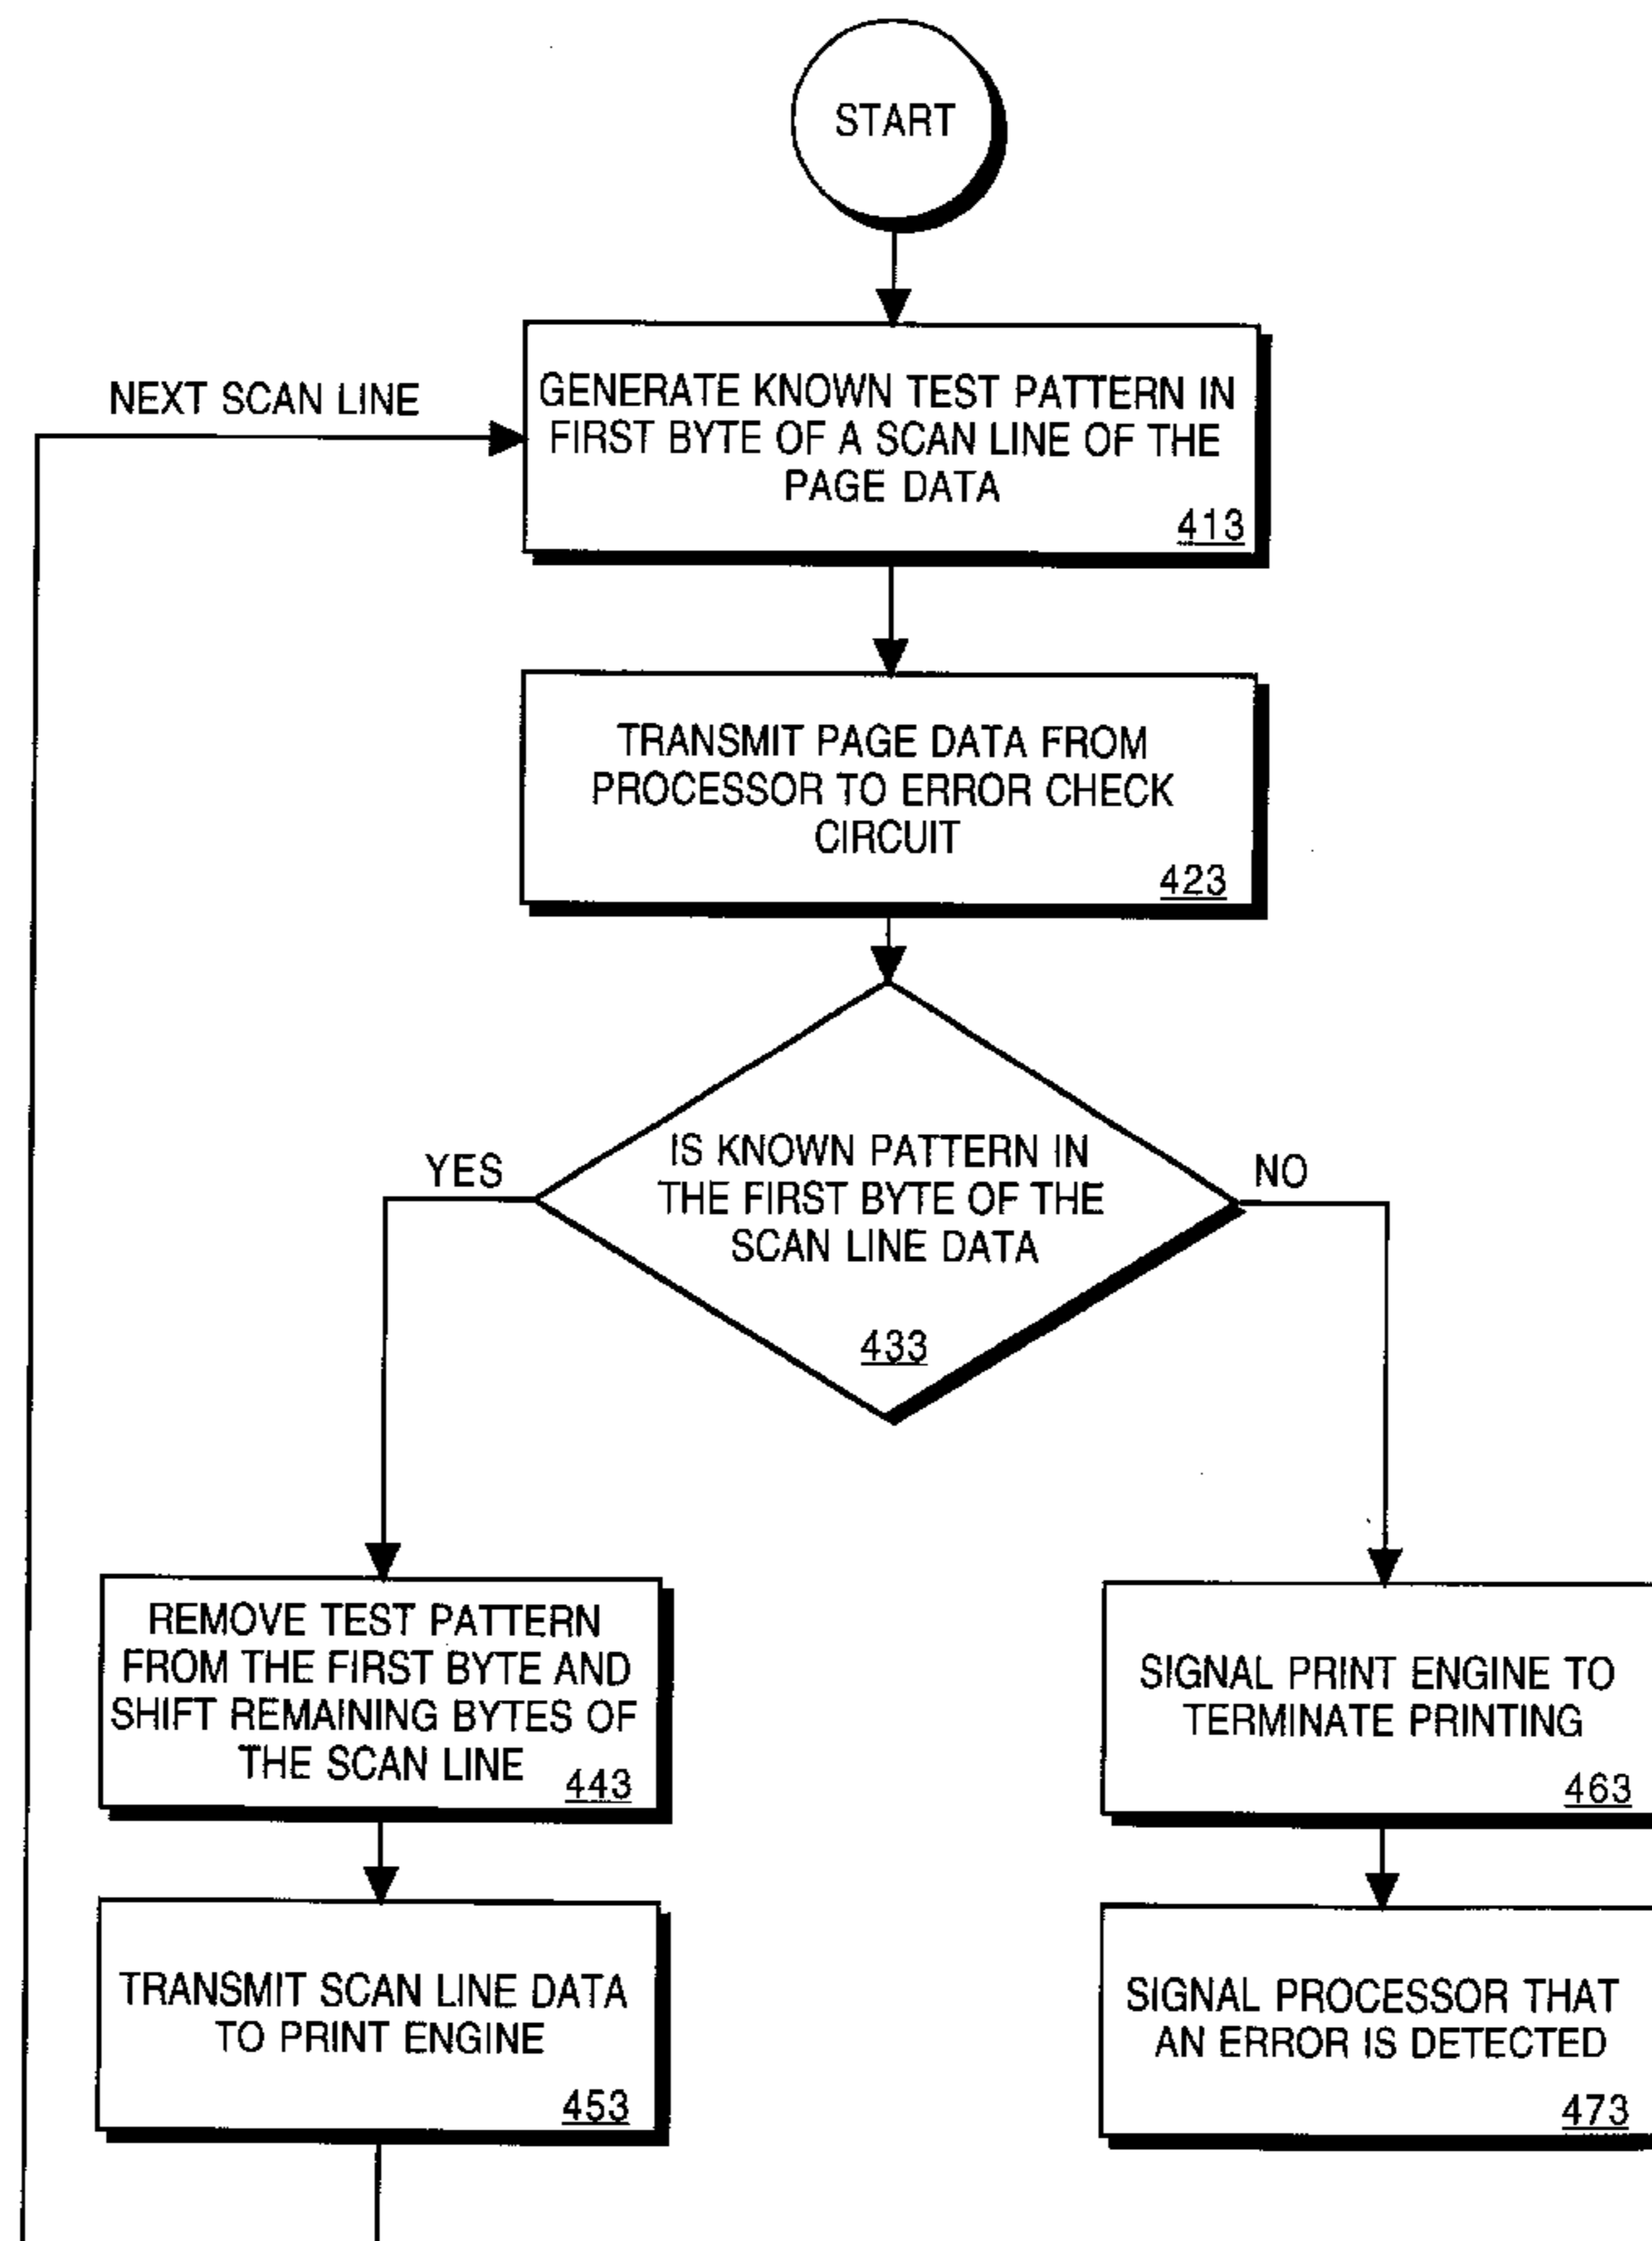 START
NEXT SCAN LINE
GENERATE KNOWN TEST PATTERN IN
FIRST BYTE OF A SCAN LINE OF THE
PAGE DATA
413
TRANSMIT PAGE DATA FROM
PROCESSOR TO ERROR CHECK
CIRCUIT
423
IS KNOWN PATTERN IN
THE FIRST BYTE OF THE
SCAN LINE DATA
433
YES
NO
REMOVE TEST PATTERN
FROM THE FIRST BYTE AND
SHIFT REMAINING BYTES OF
THE SCAN LINE
443
SIGNAL PRINT ENGINE TO
TERMINATE PRINTING
463
TRANSMIT SCAN LINE DATA
TO PRINT ENGINE
453
SIGNAL PROCESSOR THAT
AN ERROR IS DETECTED
473